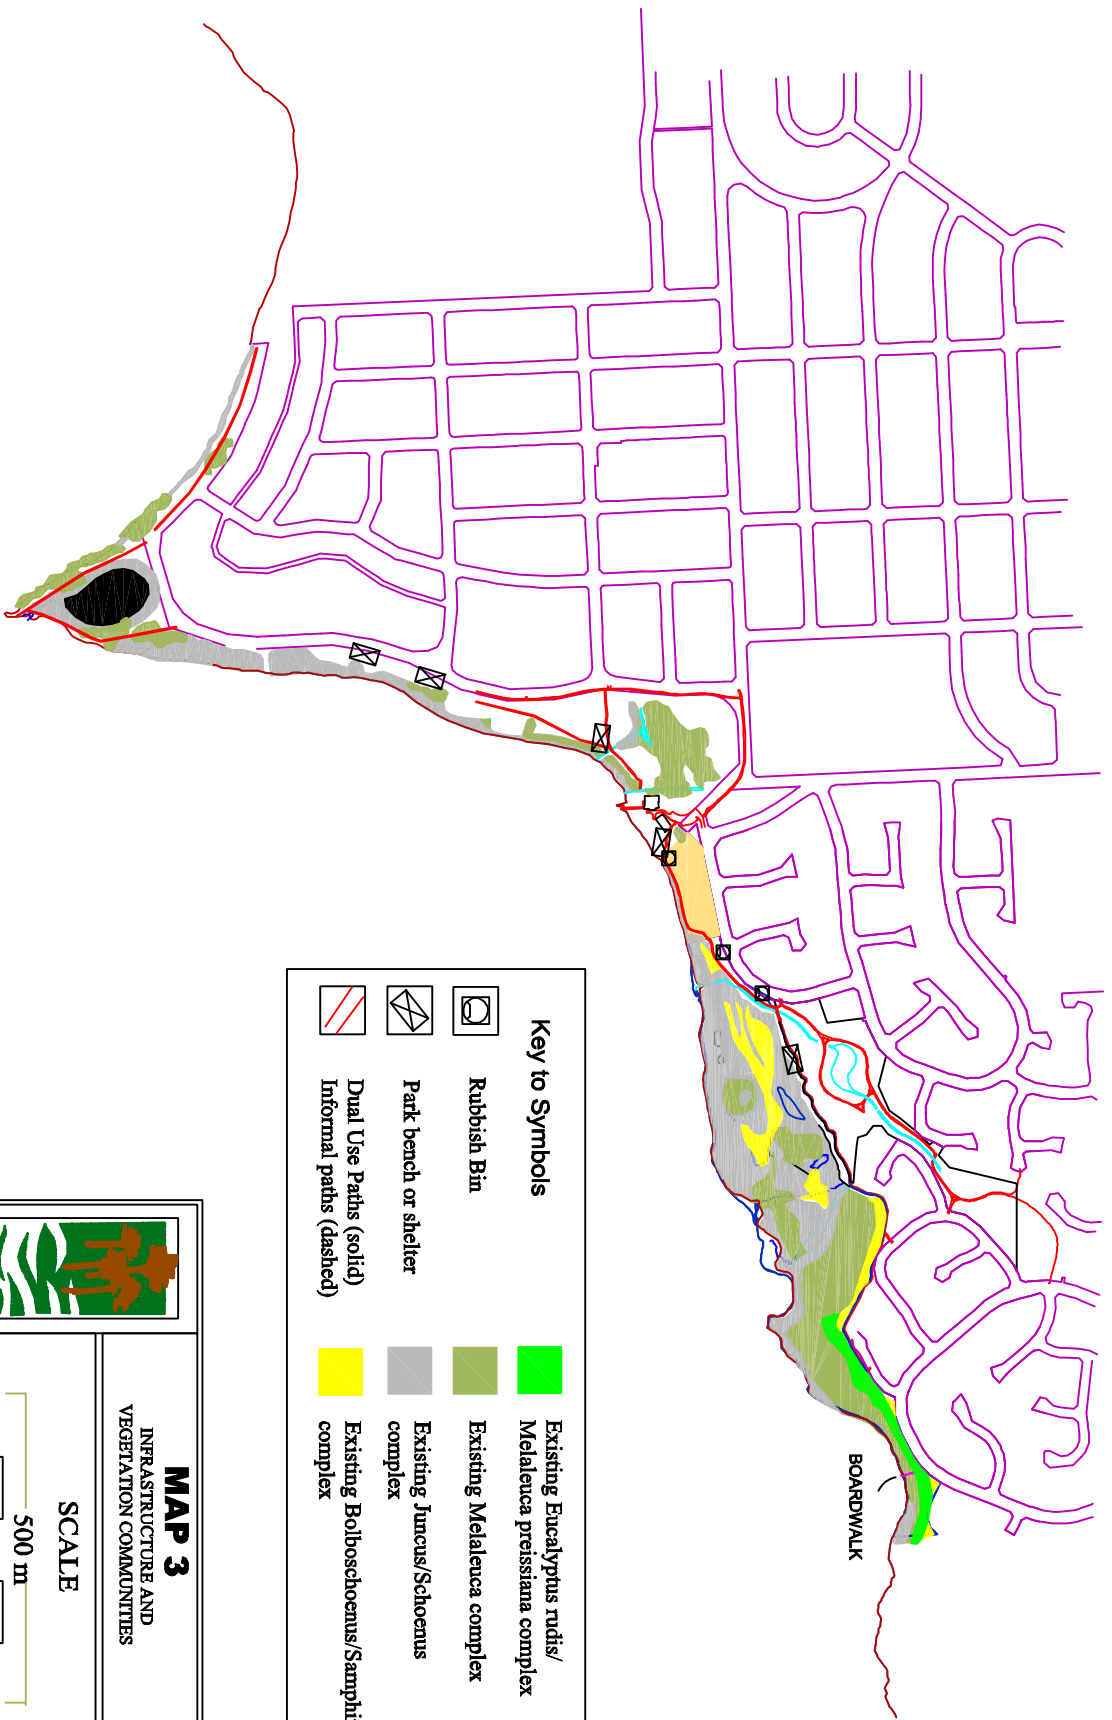 Key to Symbols
Rubbish Bin
Park bench or shelter
Dual Use Paths (solid)
Informal paths (dashed)
Existing Eucalyptus rudis/
Melaleuca preissiana complex
Existing Melaleuca complex
Existing Juncus/Schoenus
complex
Existing Bolboschoenus/Samphi
complex
BOARDWALK
MAP 3
INFRASTRUCTURE AND
VEGETATION COMMUNITIES
SCALE
500 m